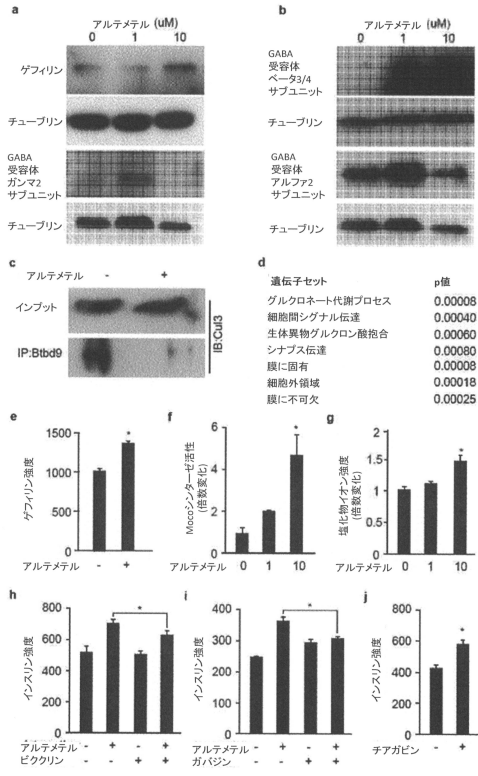 a
アルテメテル (uM)
0 1 10
ゲフィリン
チューブリン
GABA
受容体
ガンマ2
サブユニット
チューブリン
b
アルテメテル (uM)
0 1 10
GABA
受容体
ベータ3/4
サブユニット
チューブリン
GABA
受容体
アルファ2
サブユニット
チューブリン
c
アルテメテル - +
インプット
IP:Btbd9
IB:Cul3
d
遺伝子セット p値
グルクロネート代謝プロセス 0.00008
細胞間シグナル伝達 0.00040
生体異物グルクロン酸抱合 0.00060
シナプス伝達 0.00080
膜に固有 0.00008
細胞外領域 0.00018
膜に不可欠 0.00025
e
ゲフィリン強度
1500
1000
500
0
*
アルテメテル - +
f
Mocoシンターゼ活性
(倍数変化)
6
4
2
0
*
アルテメテル 0 1 10
g
塩化物イオン強度
(倍数変化)
2
1.5
1
0.5
0
*
アルテメテル 0 1 10
h
インスリン強度
800
600
400
200
0
*
アルテメテル - + - +
ビククリン - - + +
i
インスリン強度
400
300
200
100
0
*
アルテメテル - + - +
ガバジン - - + +
j
インスリン強度
800
600
400
200
0
*
チアガビン - +